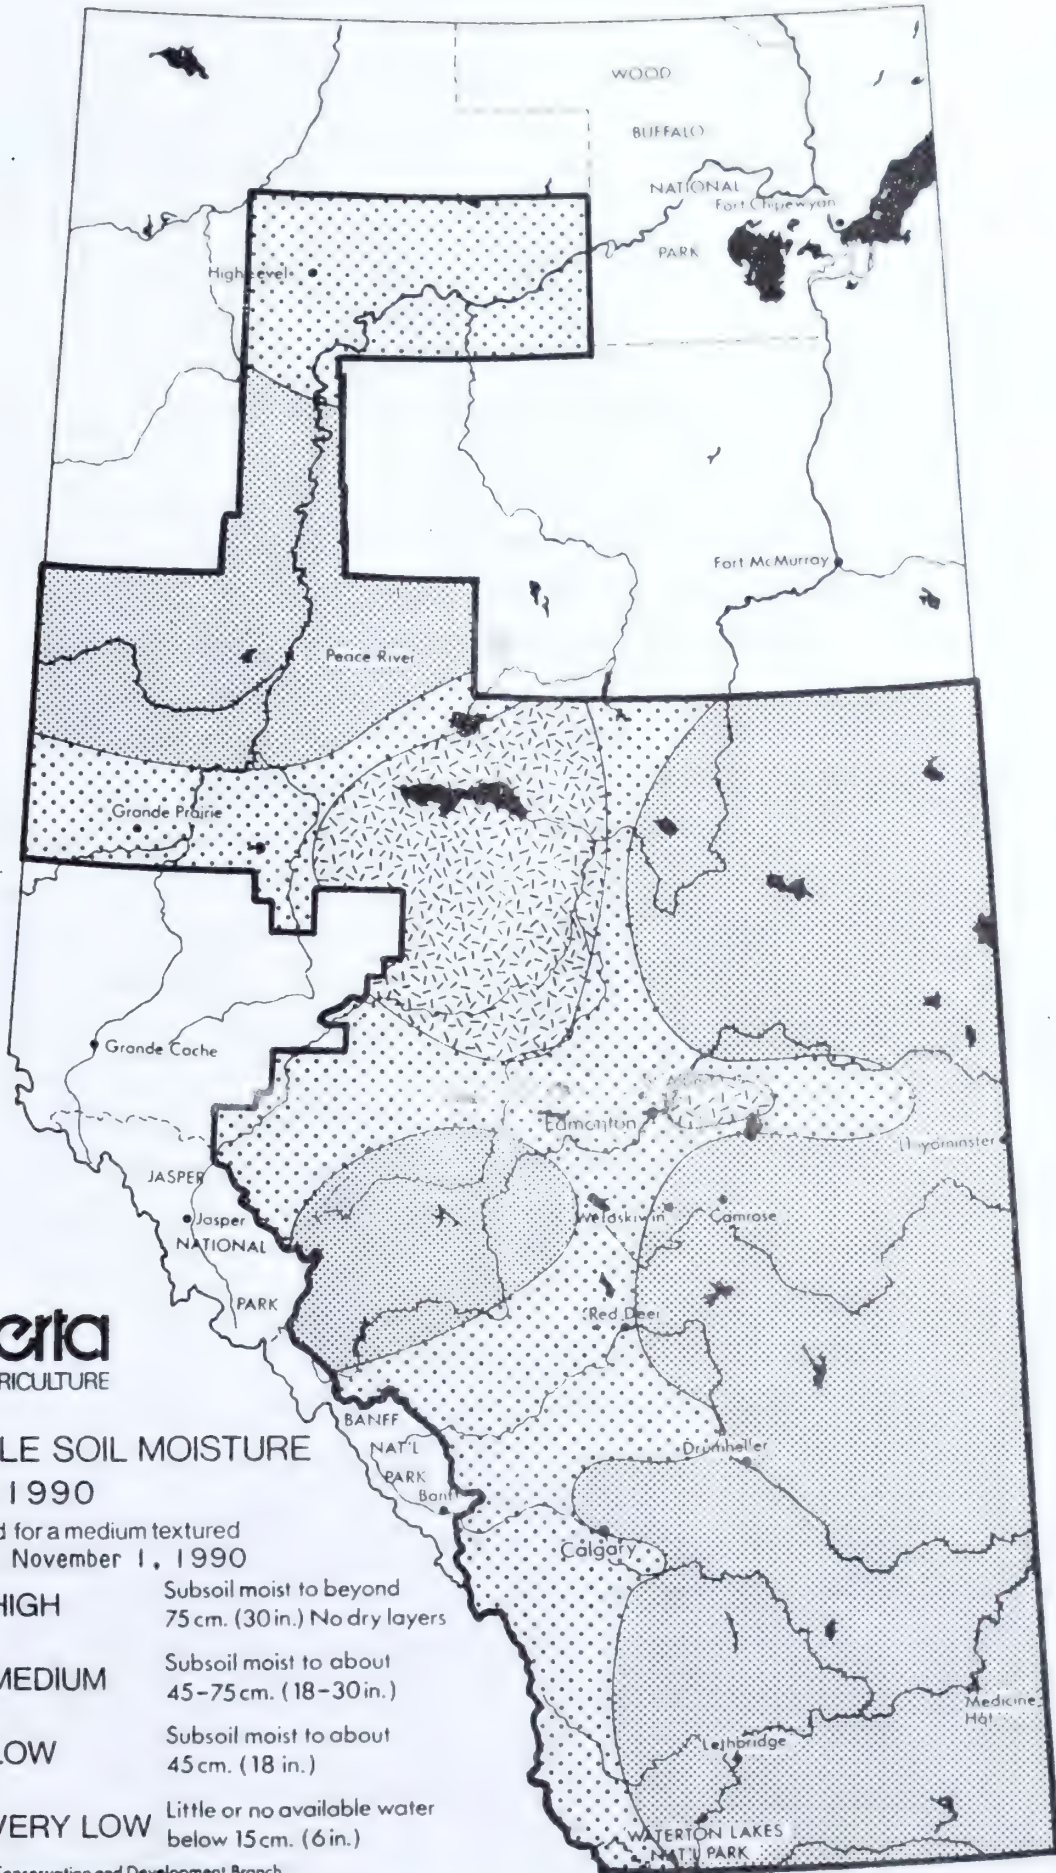 WOOD
BUFFALO
NATIONAL
Fort Chipewyan
PARK
High Level
Fort McMurray
Peace River
Grande Prairie
Grande Cache
Edmonton
Lloydminster
JASPER
Jasper
NATIONAL
PARK
Wetaskiwin
Camrose
Red Deer
erta
RICULTURE
BANFF
NAT'L
PARK
Banff
Drumheller
LE SOIL MOISTURE
1990
d for a medium textured
November 1, 1990
Calgary
HIGH
Subsoil moist to beyond
75 cm. (30 in.) No dry layers
MEDIUM
Subsoil moist to about
45-75 cm. (18-30 in.)
Medicine
Hat
LOW
Subsoil moist to about
45 cm. (18 in.)
Lethbridge
VERY LOW
Little or no available water
below 15 cm. (6 in.)
WATERTON LAKES
NAT'L PARK
Conservation and Development Branch